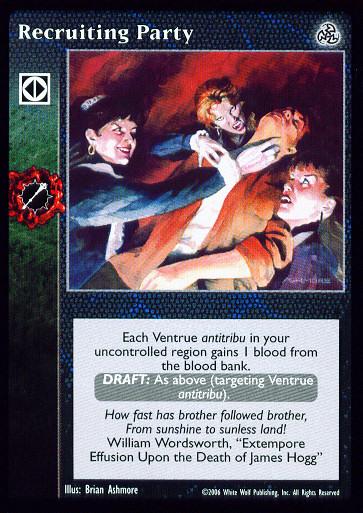 Recruiting Party
ASHMORE
Each Ventrue antitribu in your
uncontrolled region gains 1 blood from
the blood bank.
DRAFT: As above (targeting Ventrue
antitribu).
How fast has brother followed brother,
From sunshine to sunless land!
William Wordsworth, "Extempore
Effusion Upon the Death of James Hogg"
Illus: Brian Ashmore
©2006 White Wolf Publishing, Inc. All Rights Reserved